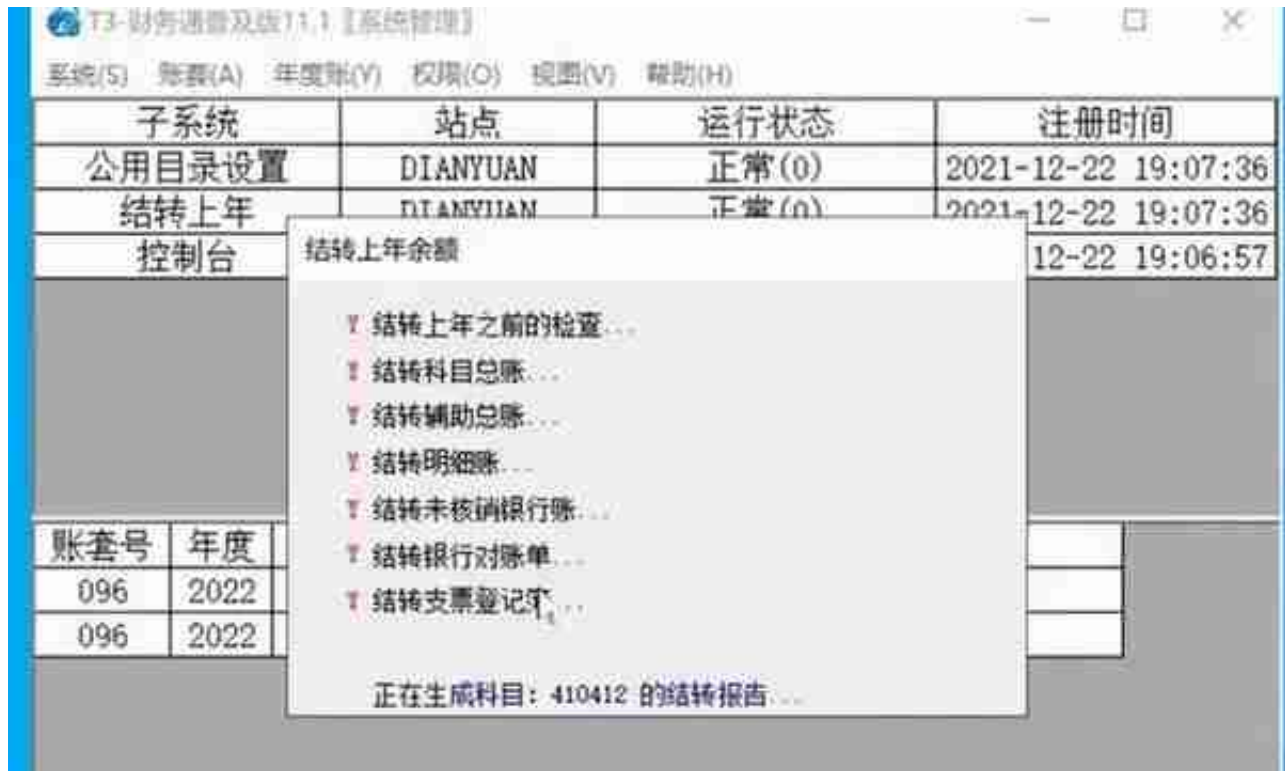 T3-财务通普及版11.1【系统管理】
系统(S) 账套(A) 年度账(Y) 权限(O) 视图(V) 帮助(H)
子系统 站点 运行状态 注册时间
公用目录设置 DIANYUAN 正常(0) 2021-12-22 19:07:36
结转上年 DIANYUAN 正常(0) 2021-12-22 19:07:36
控制台 12-22 19:06:57
结转上年余额
Y 结转上年之前的检查...
Y 结转科目总账...
Y 结转辅助总账...
Y 结转明细账...
Y 结转未核销银行账...
Y 结转银行对账单...
Y 结转支票登记簿...
正在生成科目: 410412 的结转报告...
账套号 年度
096 2022
096 2022